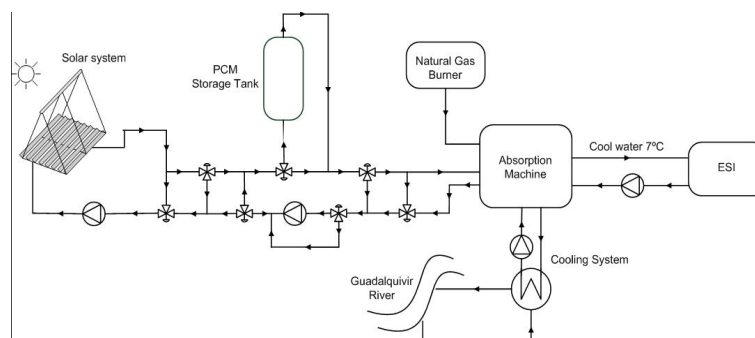 Solar system
PCM
Storage Tank
Natural Gas
Burner
Absorption
Machine
Cool water 7ºC
ESI
Cooling System
Guadalquivir
River